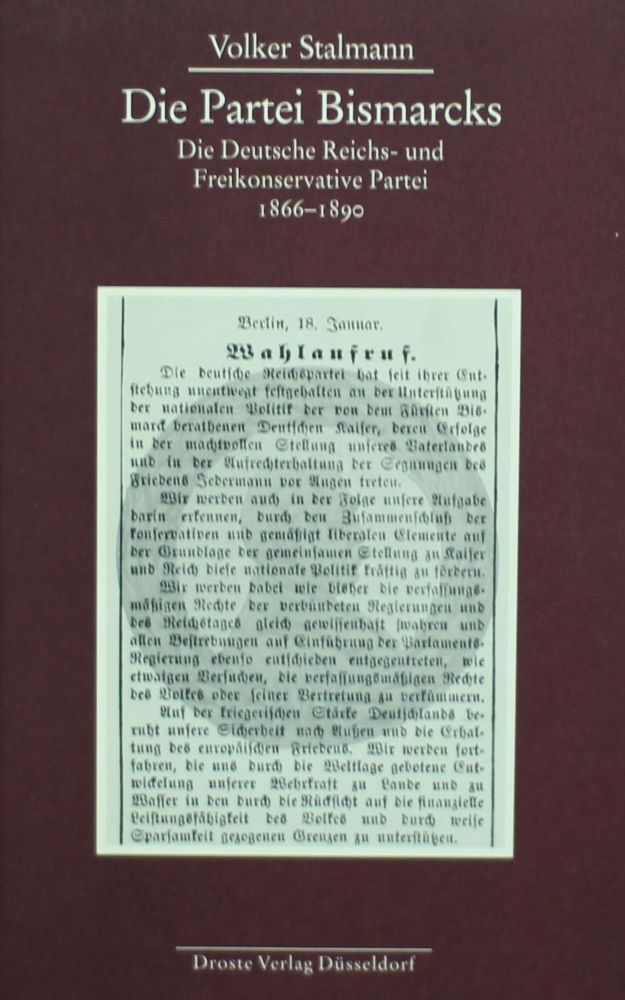 Volker Stalmann
Die Partei Bismarcks
Die Deutsche Reichs- und
Freikonservative Partei
1866–1890
Berlin, 18. Januar.
Wahlaufruf.
Die deutsche Reichspartei hat seit ihrer Ent-
stehung unentwegt festgehalten an der Unterstützung
der nationalen Politik der von dem Fürsten Bis-
marck berathenen Deutschen Kaiser, deren Erfolge
in der machtvollen Stellung unseres Vaterlandes
und in der Aufrechterhaltung der Segnungen des
Friedens Jedermann vor Augen treten.
Wir werden auch in der Folge unsere Aufgabe
darin erkennen, durch den Zusammenschluß der
konservativen und gemäßigt liberalen Elemente auf
der Grundlage der gemeinsamen Stellung zu Kaiser
und Reich diese nationale Politik kräftig zu fördern.
Wir werden dabei wie bisher die verfassungs-
mäßigen Rechte der verbündeten Regierungen und
des Reichstages gleich gewissenhaft wahren und
allen Bestrebungen auf Einführung der Parlaments-
Regierung ebenso entschieden entgegentreten, wie
etwaigen Versuchen, die verfassungsmäßigen Rechte
des Volkes oder seiner Vertretung zu verkümmern.
Auf der kriegerischen Stärke Deutschlands be-
ruht unsere Sicherheit nach Außen und die Erhal-
tung des europäischen Friedens. Wir werden fort-
fahren, die uns durch die Weltlage gebotene Ent-
wickelung unserer Wehrkraft zu Lande und zu
Wasser in den durch die Rücksicht auf die finanzielle
Leistungsfähigkeit des Volkes und durch weise
Sparsamkeit gezogenen Grenzen zu unterstützen.
Droste Verlag Düsseldorf